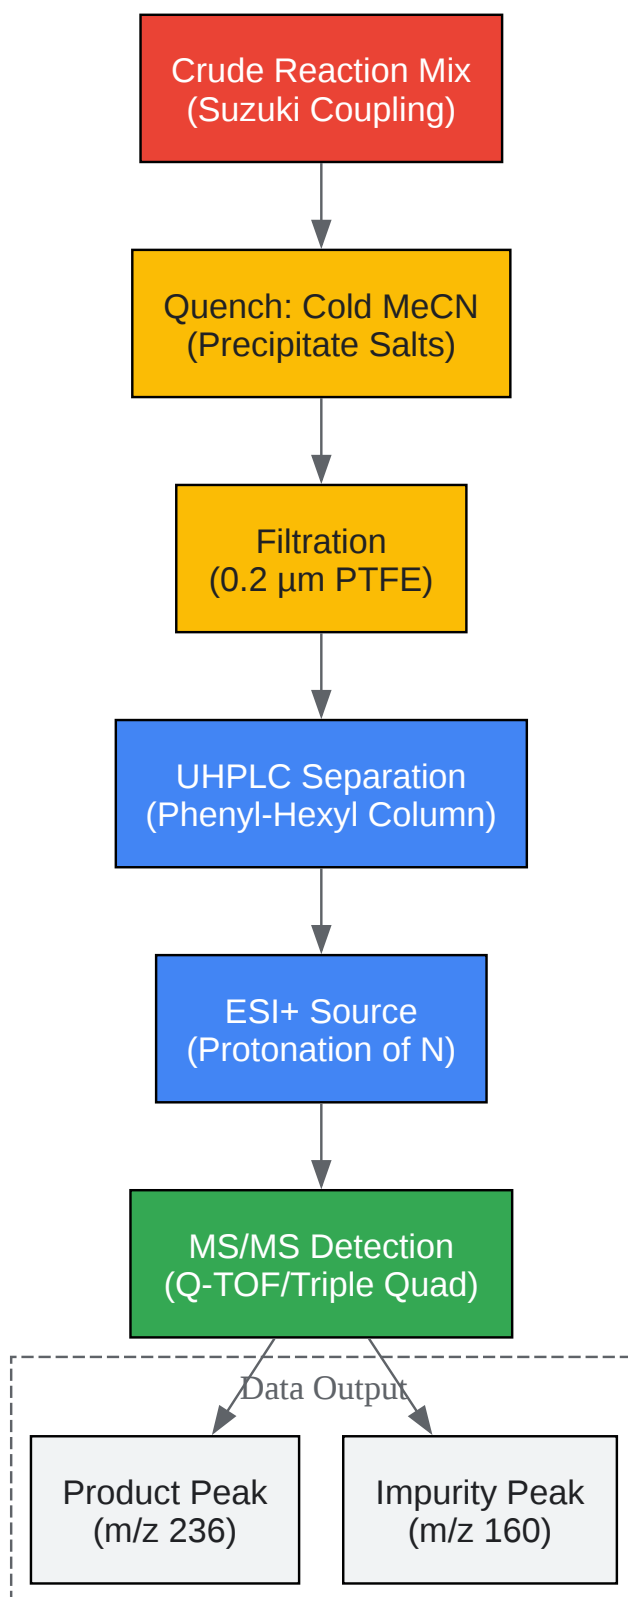 Crude Reaction Mix
(Suzuki Coupling)
Quench: Cold MeCN
(Precipitate Salts)
Filtration
(0.2 µm PTFE)
UHPLC Separation
(Phenyl-Hexyl Column)
ESI+ Source
(Protonation of N)
MS/MS Detection
(Q-TOF/Triple Quad)
Data Output
Product Peak
(m/z 236)
Impurity Peak
(m/z 160)